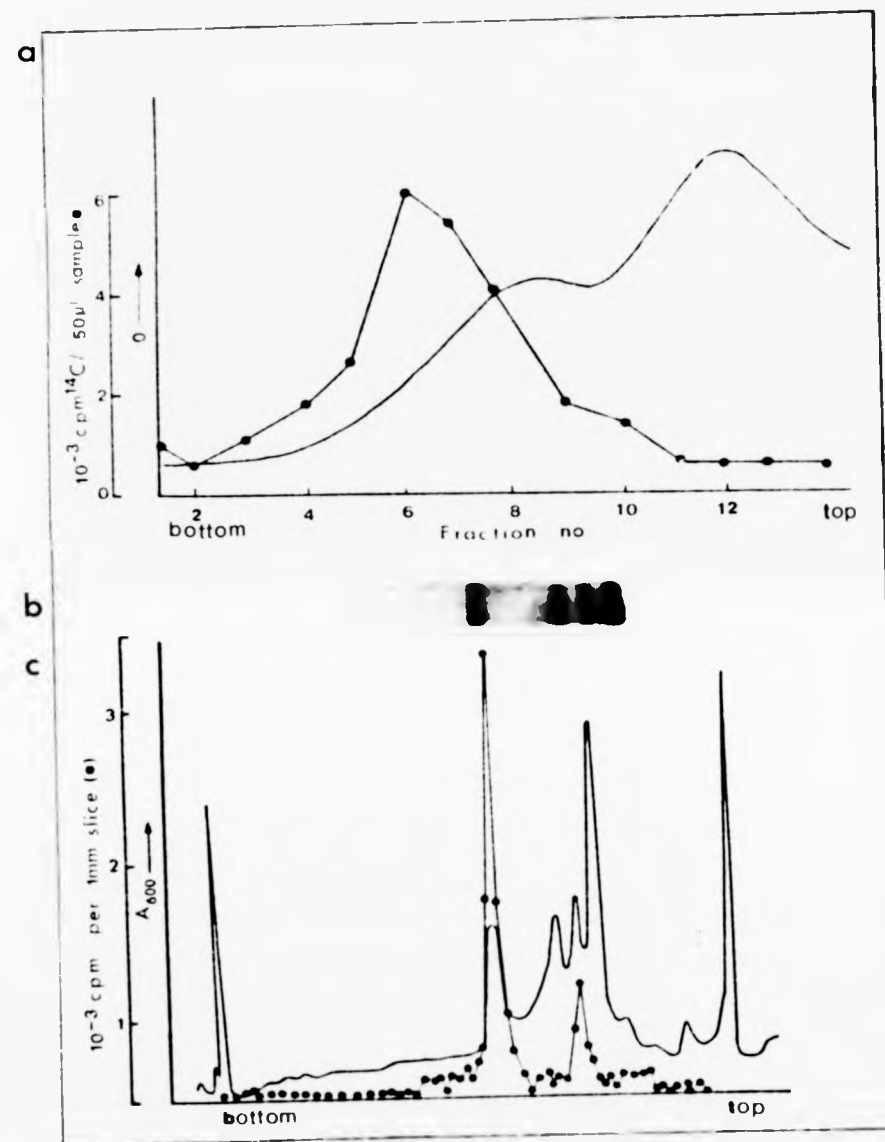 a
10⁻³ cpm ¹⁴C / 50µl sample●
O ⟶
6
4
2
0
2 4 6 8 10 12 top
bottom Fraction no
b
c
10⁻³ cpm per 1mm slice (●)
A₆₀₀ ⟶
3
2
1
bottom top